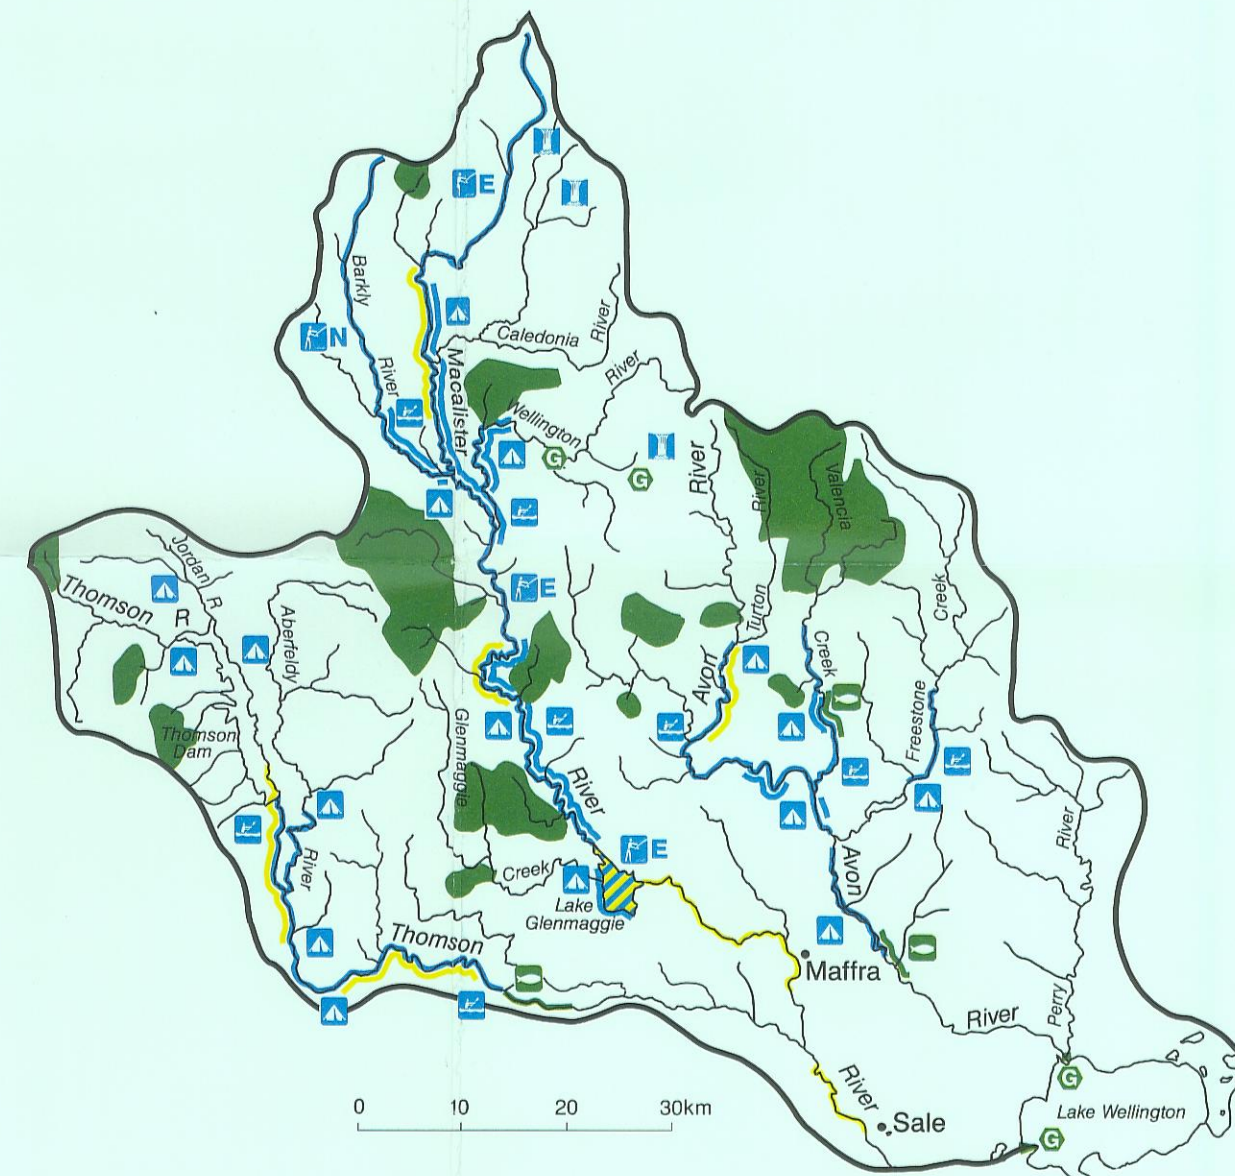 E
Barkly
N
River
Caledonia
River
River
Macalister
Wellington
G
G
River
River
Valencia
E
Jordan R
Thomson
R
Aberfeldy
Turton
Creek
Creek
Avon
Freestone
Thomson
Dam
Glenmaggie
River
River
E
River
Creek
Avon
Lake
Glenmaggie
Thomson
Maffra
River
Perry
G
River
Lake Wellington
0 10 20 30km
Sale
G